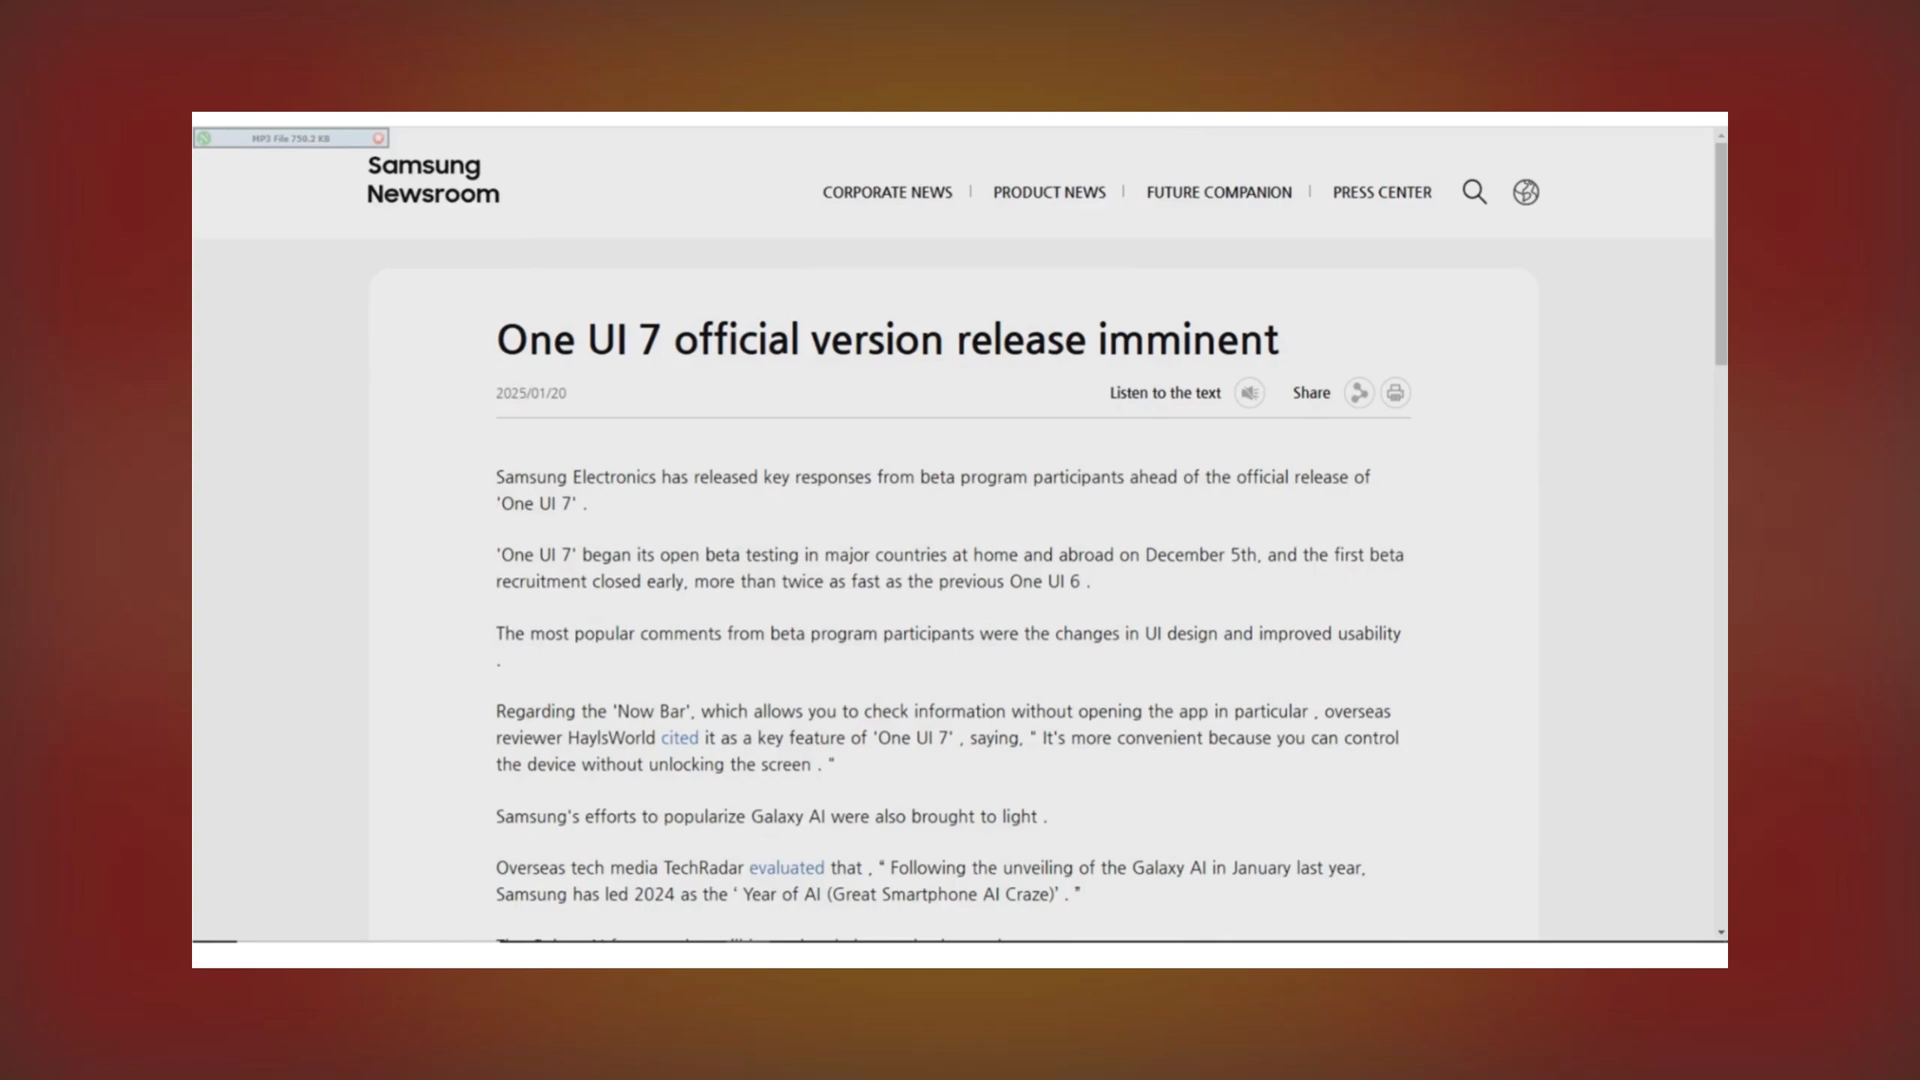 MP3 File 750.2 KB
Samsung
Newsroom
CORPORATE NEWS
PRODUCT NEWS
FUTURE COMPANION
PRESS CENTER
One UI 7 official version release imminent
2025/01/20
Listen to the text
Share
Samsung Electronics has released key responses from beta program participants ahead of the official release of
'One UI 7' .
'One UI 7' began its open beta testing in major countries at home and abroad on December 5th, and the first beta
recruitment closed early, more than twice as fast as the previous One UI 6 .
The most popular comments from beta program participants were the changes in UI design and improved usability
.
Regarding the 'Now Bar', which allows you to check information without opening the app in particular , overseas
reviewer HaylsWorld cited it as a key feature of 'One UI 7' , saying, " It's more convenient because you can control
the device without unlocking the screen . "
Samsung's efforts to popularize Galaxy AI were also brought to light .
Overseas tech media TechRadar evaluated that , " Following the unveiling of the Galaxy AI in January last year,
Samsung has led 2024 as the ‘ Year of AI (Great Smartphone AI Craze)’ . "